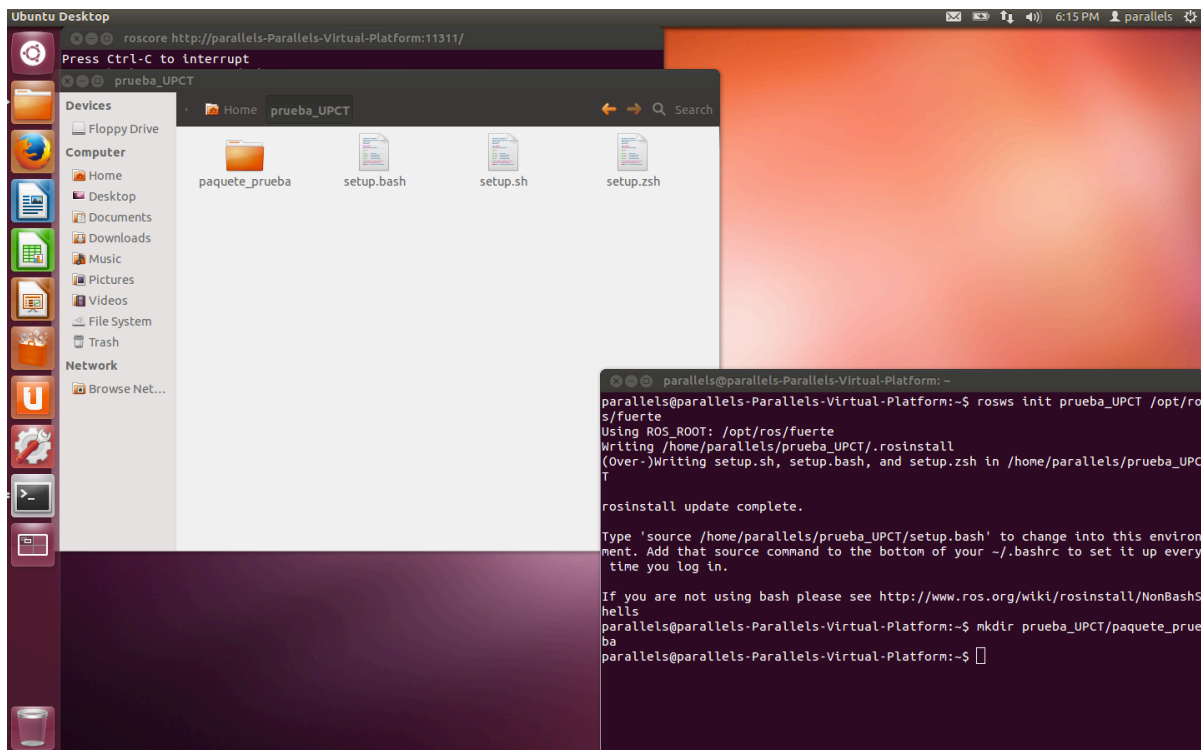 Ubuntu Desktop
6:15 PM parallels
roscore http://parallels-Parallels-Virtual-Platform:11311/
Press Ctrl-C to interrupt
prueba_UPCT
Devices
Floppy Drive
Computer
Home
Desktop
Documents
Downloads
Music
Pictures
Videos
File System
Trash
Network
Browse Net...
Home prueba_UPCT
Search
paquete_prueba
setup.bash
setup.sh
setup.zsh
parallels@parallels-Parallels-Virtual-Platform: ~
parallels@parallels-Parallels-Virtual-Platform:~$ rosws init prueba_UPCT /opt/ro
s/fuerte
Using ROS_ROOT: /opt/ros/fuerte
Writing /home/parallels/prueba_UPCT/.rosinstall
(Over-)Writing setup.sh, setup.bash, and setup.zsh in /home/parallels/prueba_UPC
T
rosinstall update complete.
Type 'source /home/parallels/prueba_UPCT/setup.bash' to change into this environ
ment. Add that source command to the bottom of your ~/.bashrc to set it up every
time you log in.
If you are not using bash please see http://www.ros.org/wiki/rosinstall/NonBashS
hells
parallels@parallels-Parallels-Virtual-Platform:~$ mkdir prueba_UPCT/paquete_prue
ba
parallels@parallels-Parallels-Virtual-Platform:~$